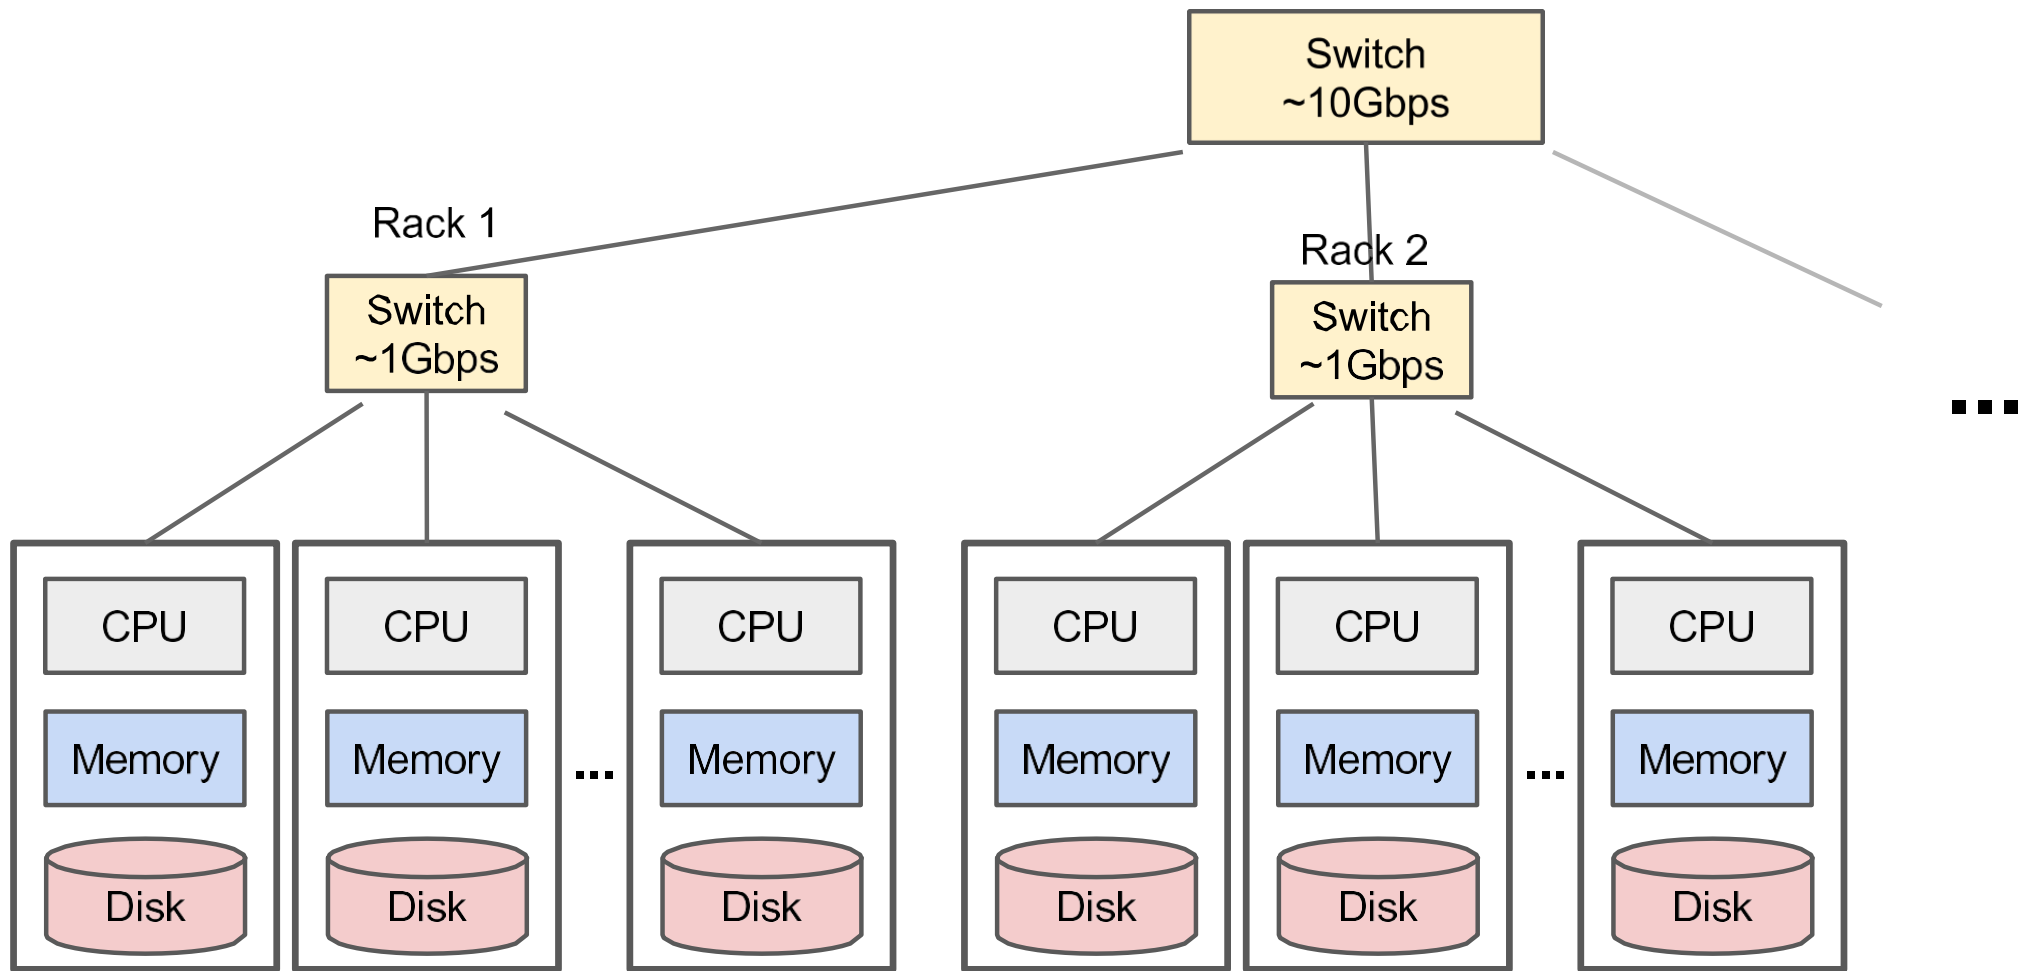 Switch
~10Gbps
Rack 1
Rack 2
Switch
~1Gbps
Switch
~1Gbps
...
CPU
CPU
CPU
CPU
CPU
CPU
Memory
Memory
...
Memory
Memory
Memory
...
Memory
Disk
Disk
Disk
Disk
Disk
Disk